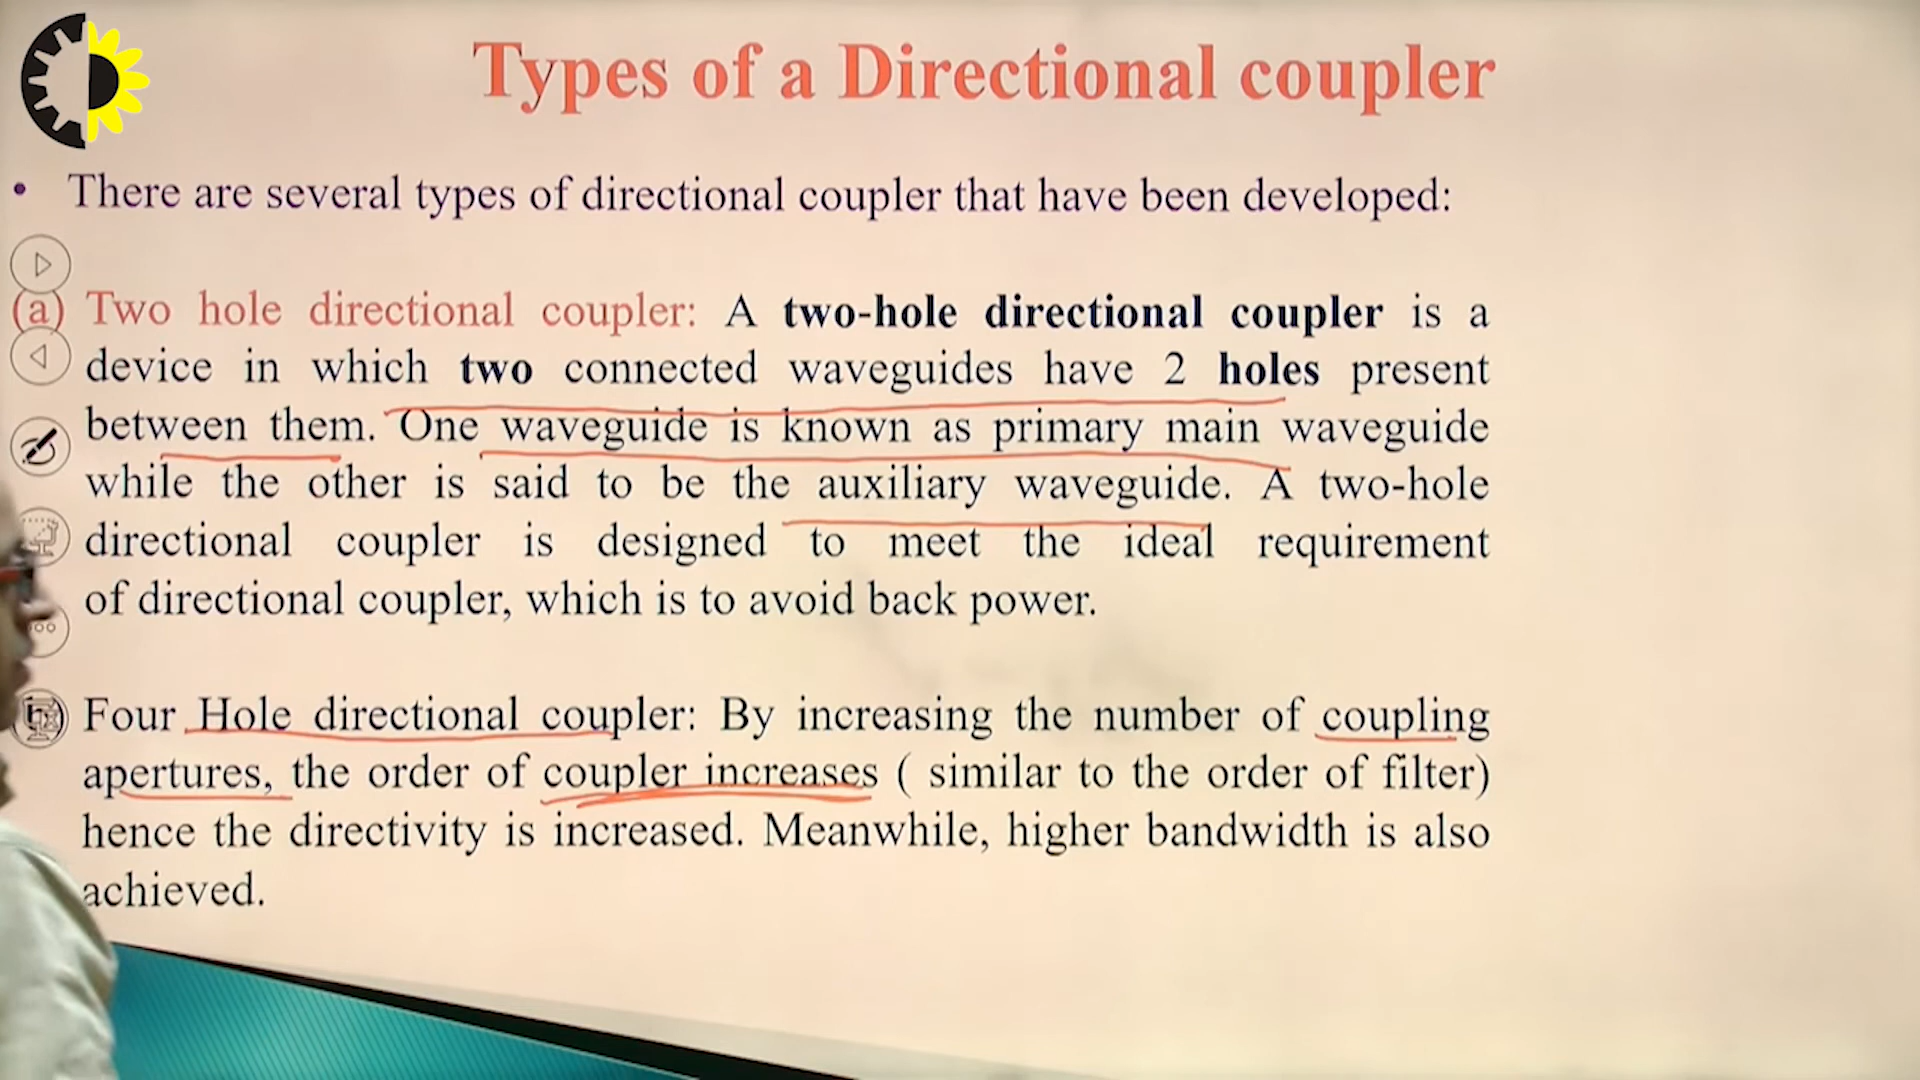 Types of a Directional coupler
• There are several types of directional coupler that have been developed:
(a) Two hole directional coupler: A two-hole directional coupler is a
device in which two connected waveguides have 2 holes present
between them. One waveguide is known as primary main waveguide
while the other is said to be the auxiliary waveguide. A two-hole
directional coupler is designed to meet the ideal requirement
of directional coupler, which is to avoid back power.
Four Hole directional coupler: By increasing the number of coupling
apertures, the order of coupler increases ( similar to the order of filter)
hence the directivity is increased. Meanwhile, higher bandwidth is also
achieved.